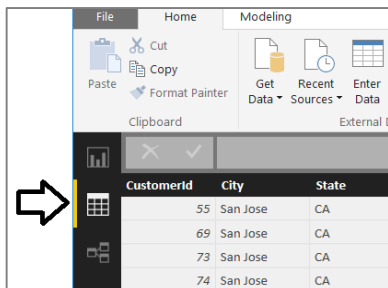 File Home Modeling
Cut
Copy
Format Painter
Paste
Get Data
Recent Sources
Enter Data
Clipboard
External
CustomerId City State
55 San Jose CA
69 San Jose CA
73 San Jose CA
74 San Jose CA